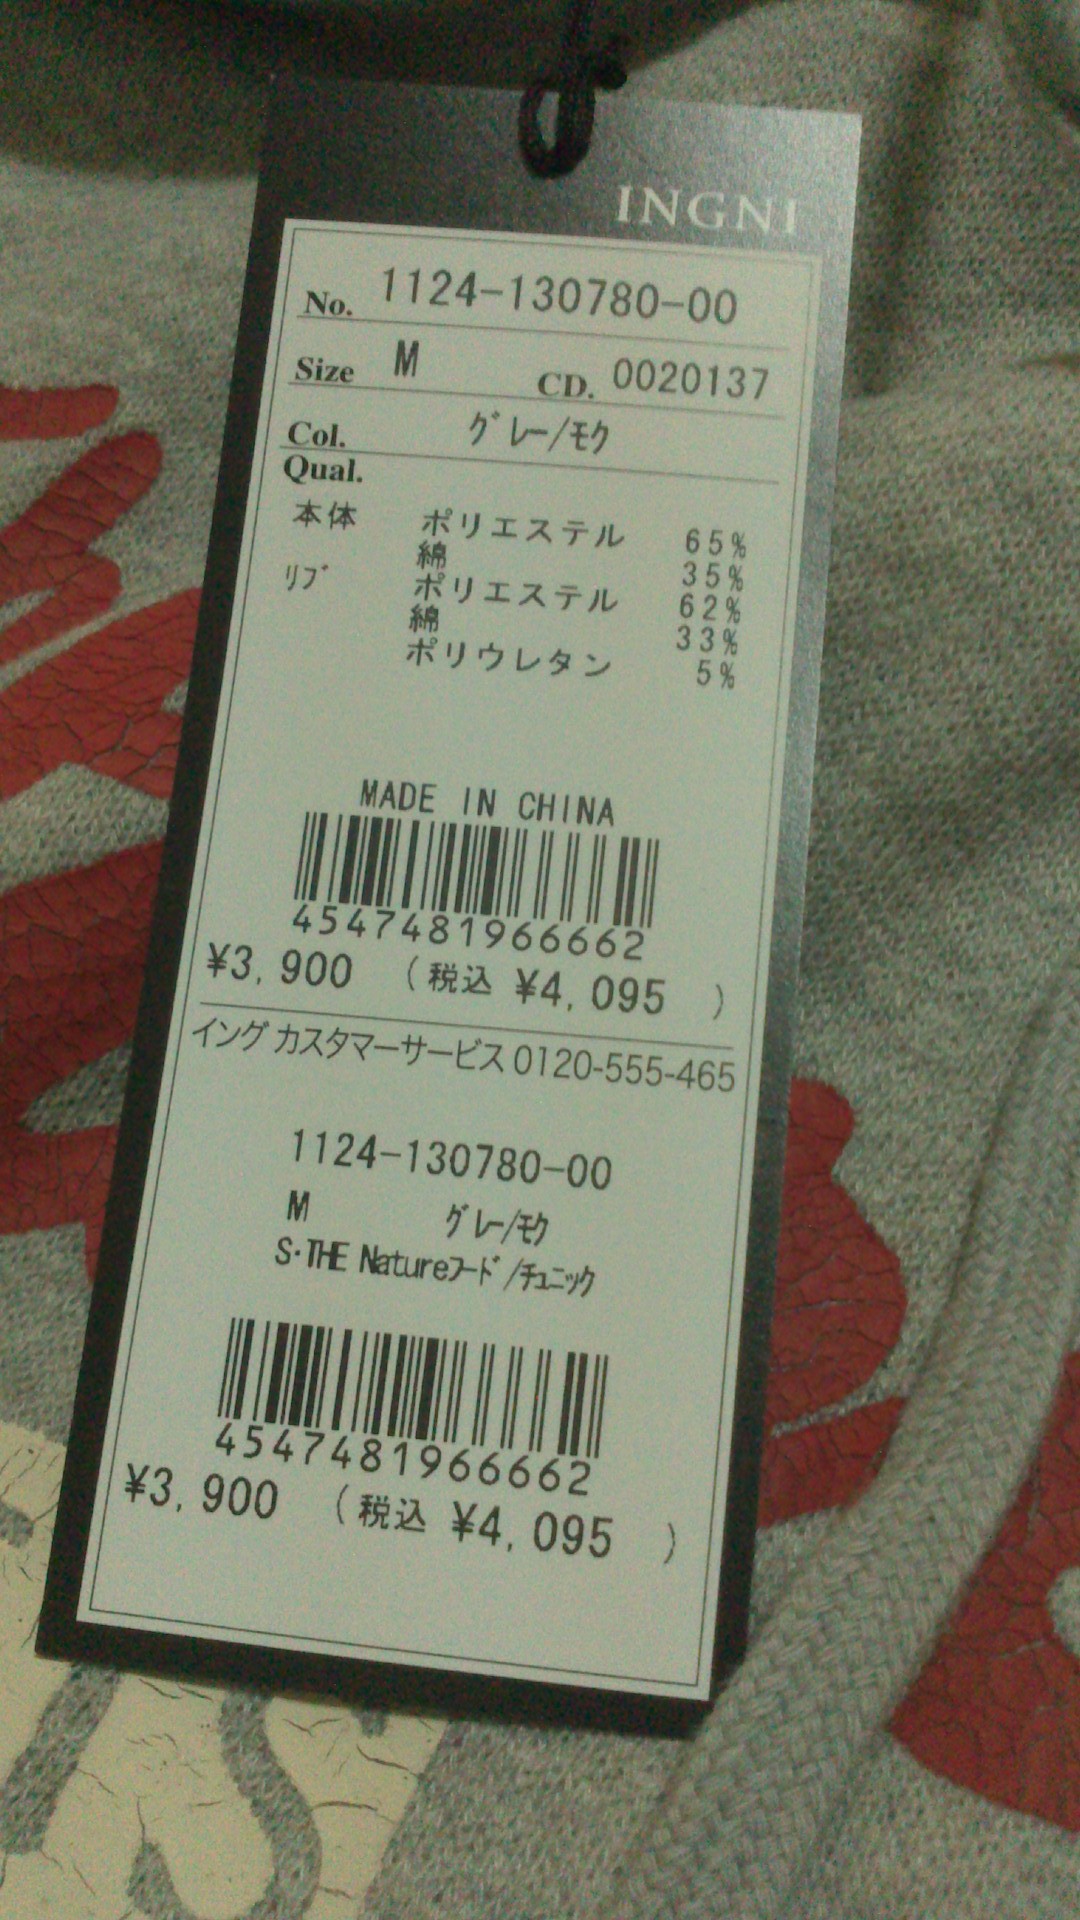 INGNI
No. 1124-130780-00
Size M CD. 0020137
Col. グレー/モク
Qual.
本体 ポリエステル 65%
綿 35%
リブ ポリエステル 62%
綿 33%
ポリウレタン 5%
MADE IN CHINA
4547481966662
¥3,900 (税込 ¥4,095 )
イング カスタマーサービス 0120-555-465
1124-130780-00
M グレー/モク
S・THE Natureフード/チュニック
4547481966662
¥3,900 (税込 ¥4,095 )